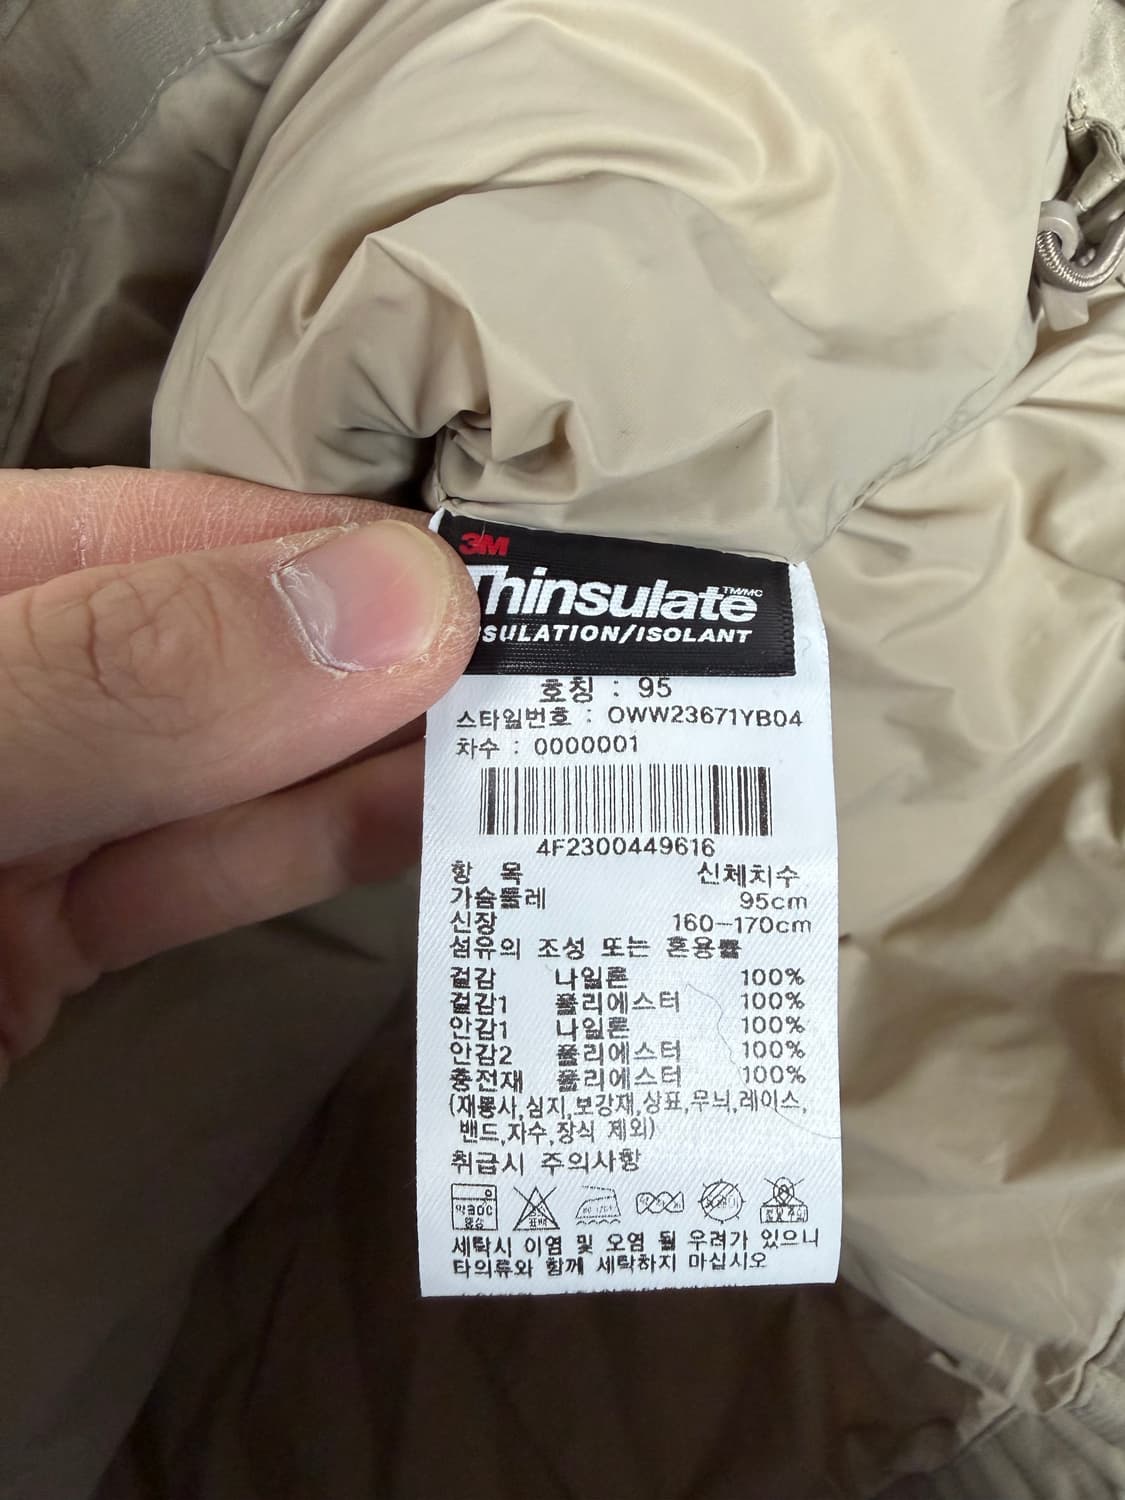 3M
Thinsulate TM/MC
SULATION/ISOLANT
호칭 : 95
스타일번호 : OWW23671YB04
차수 : 0000001
4F2300449616
항 목 신체치수
가슴둘레 95cm
신장 160-170cm
섬유의 조성 또는 혼용률
겉감 나일론 100%
겉감1 폴리에스터 100%
안감1 나일론 100%
안감2 폴리에스터 100%
충전재 폴리에스터 100%
(재봉사,심지,보강재,상표,무늬,레이스,
밴드,자수,장식 제외)
취급시 주의사항
약30℃ 중성 표백
세탁시 이염 및 오염 될 우려가 있으니
타의류와 함께 세탁하지 마십시오